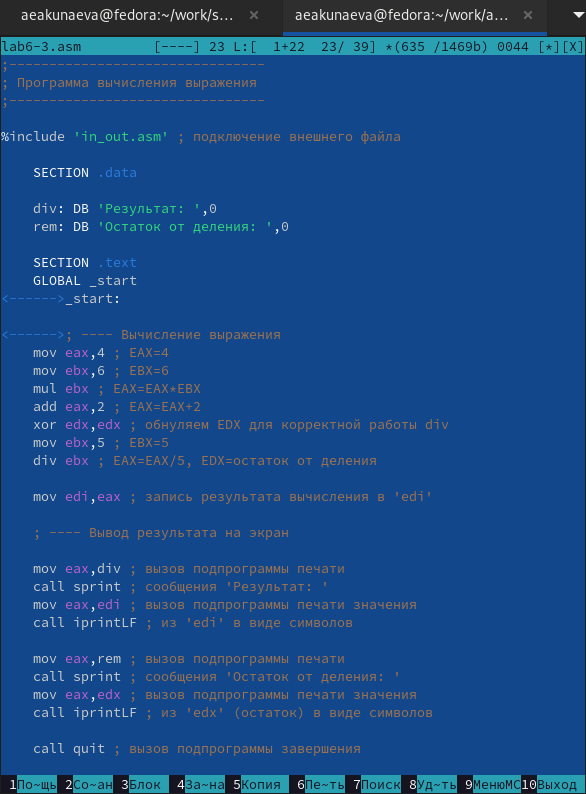 aeakunaeva@fedora:~/work/s... × aeakunaeva@fedora:~/work/a... ×
lab6-3.asm [----] 23 L:[ 1+22 23/ 39] *(635 /1469b) 0044 [*][X]
;--------------------------------
; Программа вычисления выражения
;--------------------------------
%include 'in_out.asm' ; подключение внешнего файла
SECTION .data
div: DB 'Результат: ',0
rem: DB 'Остаток от деления: ',0
SECTION .text
GLOBAL _start
<------>_start:
<------>; ---- Вычисление выражения
mov eax,4 ; EAX=4
mov ebx,6 ; EBX=6
mul ebx ; EAX=EAX*EBX
add eax,2 ; EAX=EAX+2
xor edx,edx ; обнуляем EDX для корректной работы div
mov ebx,5 ; EBX=5
div ebx ; EAX=EAX/5, EDX=остаток от деления
mov edi,eax ; запись результата вычисления в 'edi'
; ---- Вывод результата на экран
mov eax,div ; вызов подпрограммы печати
call sprint ; сообщения 'Результат: '
mov eax,edi ; вызов подпрограммы печати значения
call iprintLF ; из 'edi' в виде символов
mov eax,rem ; вызов подпрограммы печати
call sprint ; сообщения 'Остаток от деления: '
mov eax,edx ; вызов подпрограммы печати значения
call iprintLF ; из 'edx' (остаток) в виде символов
call quit ; вызов подпрограммы завершения
1По~щь 2Со~ан 3Блок 4За~на 5Копия 6Пе~ть 7Поиск 8Уд~ть 9МенюМС10Выход